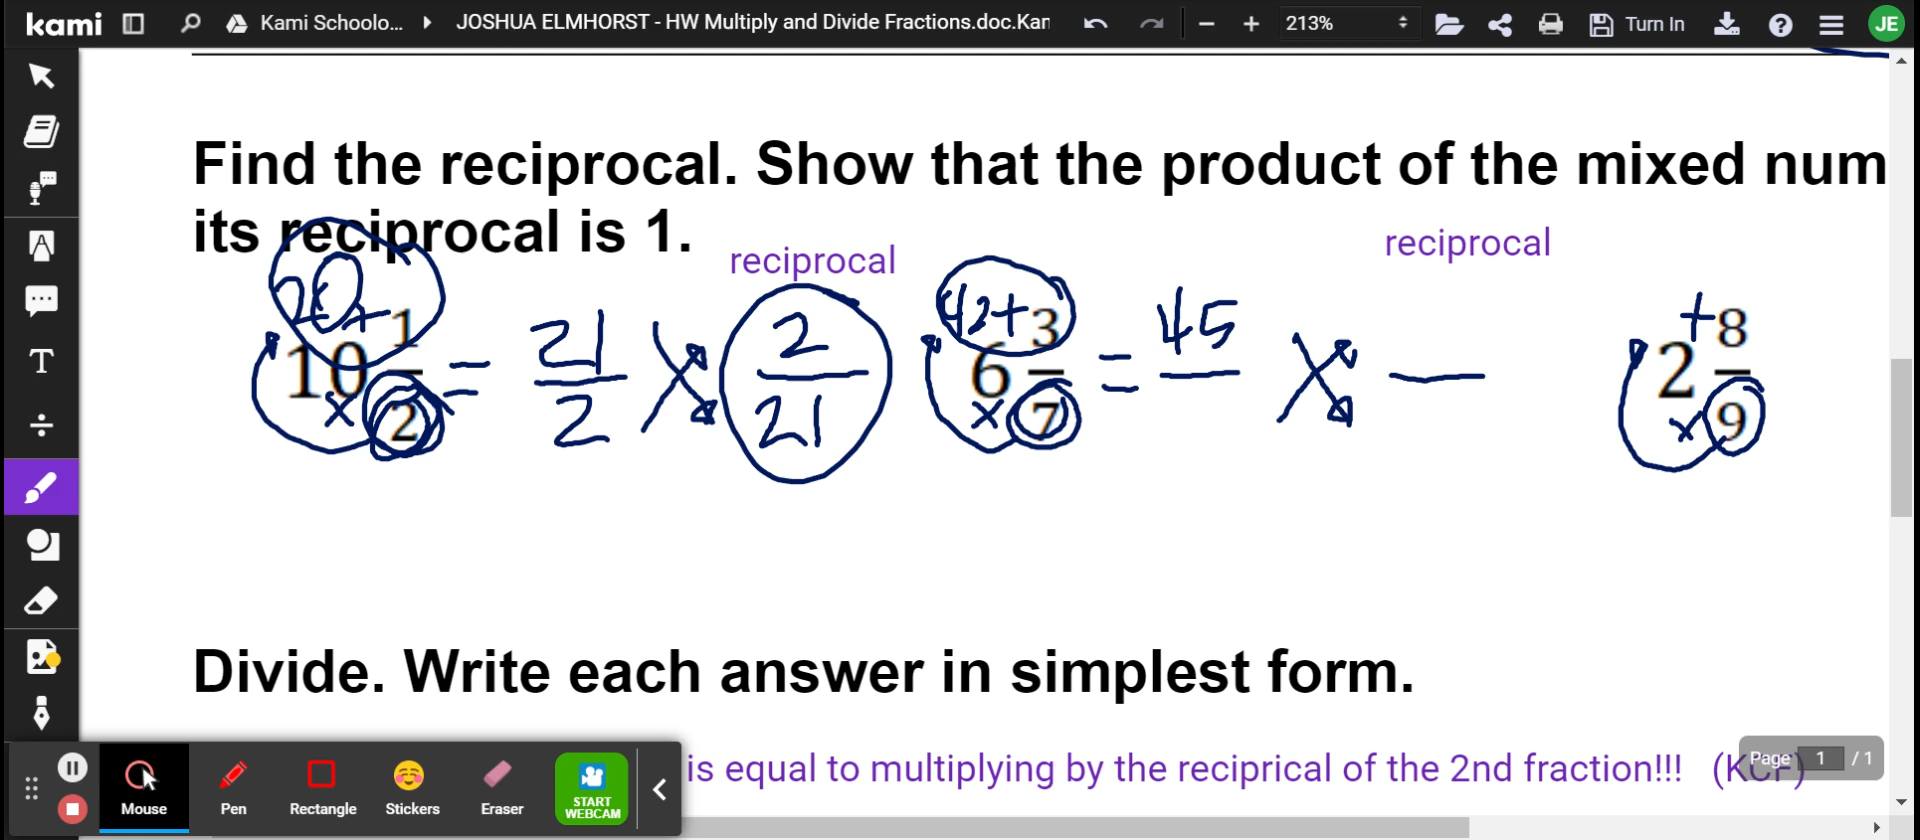 kami Kami Schoolo... JOSHUA ELMHORST - HW Multiply and Divide Fractions.doc.Kan 213% Turn In JE
Find the reciprocal. Show that the product of the mixed num
its reciprocal is 1.
reciprocal reciprocal
20+ 1 21 2 42+ 3 45 + 8
10 — = — × — 6 — = — × — 2 —
× 2 2 21 × 7 × 9
Divide. Write each answer in simplest form.
is equal to multiplying by the reciprical of the 2nd fraction!!! (KCF)
Page 1 / 1
Mouse Pen Rectangle Stickers Eraser START WEBCAM